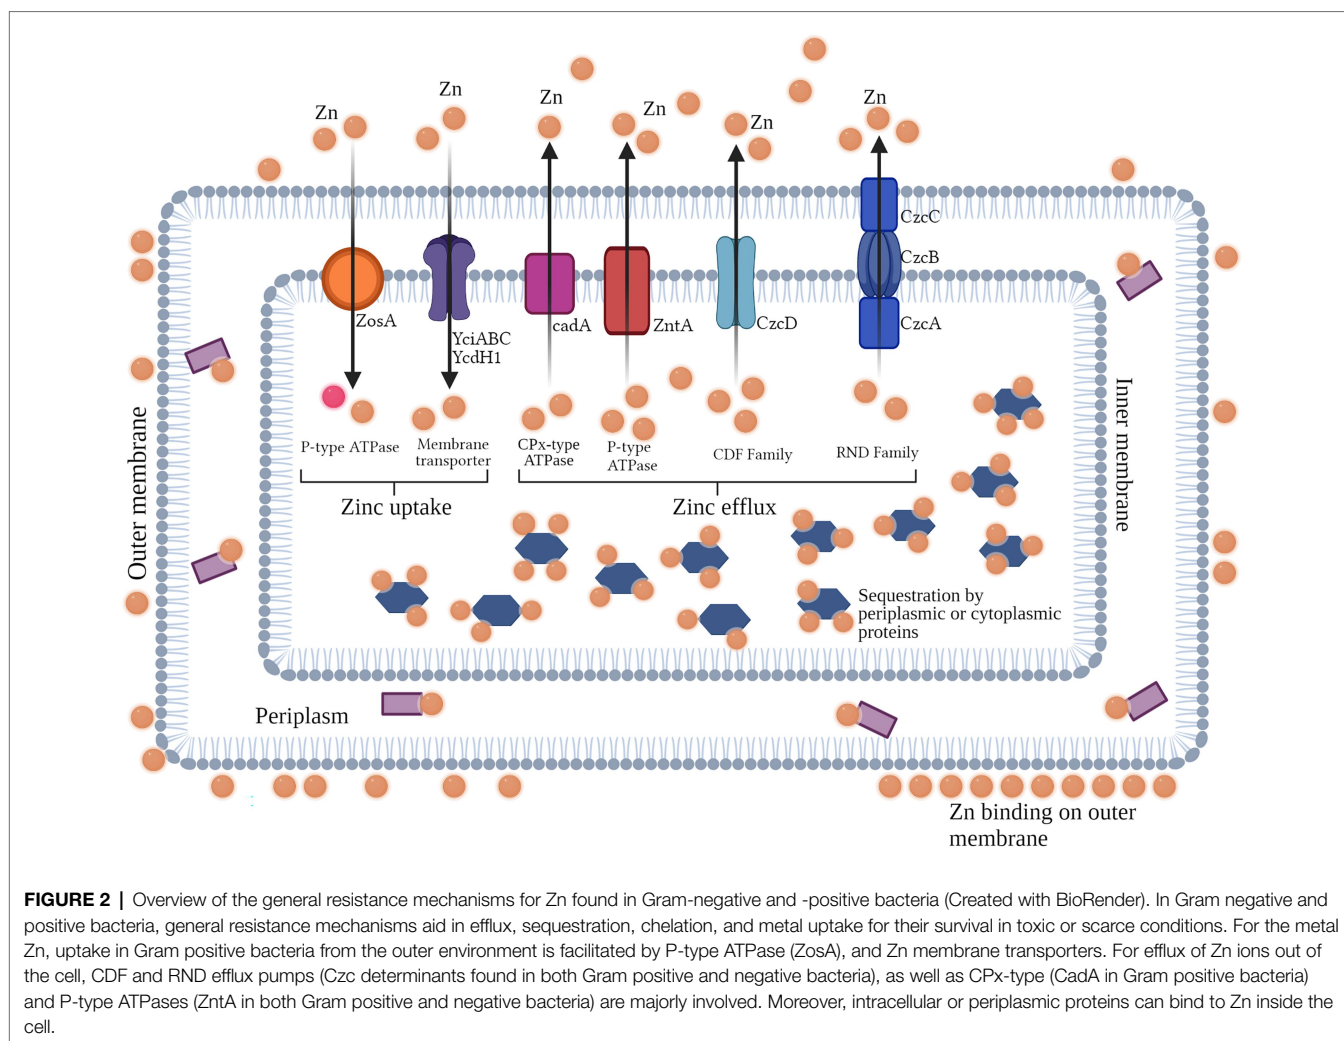 Zn
Zn
Zn
Zn
Zn
Zn
CzcC
CzcB
CzcA
ZosA
YciABC
YcdH1
cadA
ZntA
CzcD
P-type ATPase
Membrane
transporter
CPx-type
ATPase
P-type
ATPase
CDF Family
RND Family
Zinc uptake
Zinc efflux
Outer membrane
Inner membrane
Sequestration by
periplasmic or cytoplasmic
proteins
Periplasm
Zn binding on outer
membrane
FIGURE 2 | Overview of the general resistance mechanisms for Zn found in Gram-negative and -positive bacteria (Created with BioRender). In Gram negative and
positive bacteria, general resistance mechanisms aid in efflux, sequestration, chelation, and metal uptake for their survival in toxic or scarce conditions. For the metal
Zn, uptake in Gram positive bacteria from the outer environment is facilitated by P-type ATPase (ZosA), and Zn membrane transporters. For efflux of Zn ions out of
the cell, CDF and RND efflux pumps (Czc determinants found in both Gram positive and negative bacteria), as well as CPx-type (CadA in Gram positive bacteria)
and P-type ATPases (ZntA in both Gram positive and negative bacteria) are majorly involved. Moreover, intracellular or periplasmic proteins can bind to Zn inside the
cell.